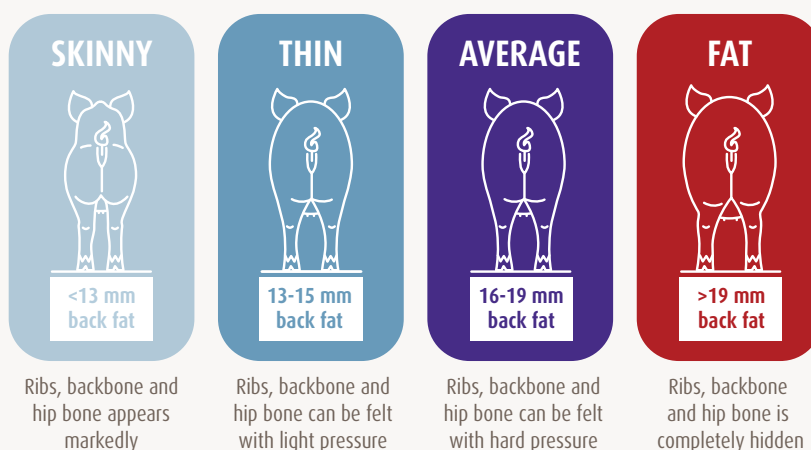 SKINNY
<13 mm
back fat
Ribs, backbone and
hip bone appears
markedly
THIN
13-15 mm
back fat
Ribs, backbone and
hip bone can be felt
with light pressure
AVERAGE
16-19 mm
back fat
Ribs, backbone and
hip bone can be felt
with hard pressure
FAT
>19 mm
back fat
Ribs, backbone
and hip bone is
completely hidden